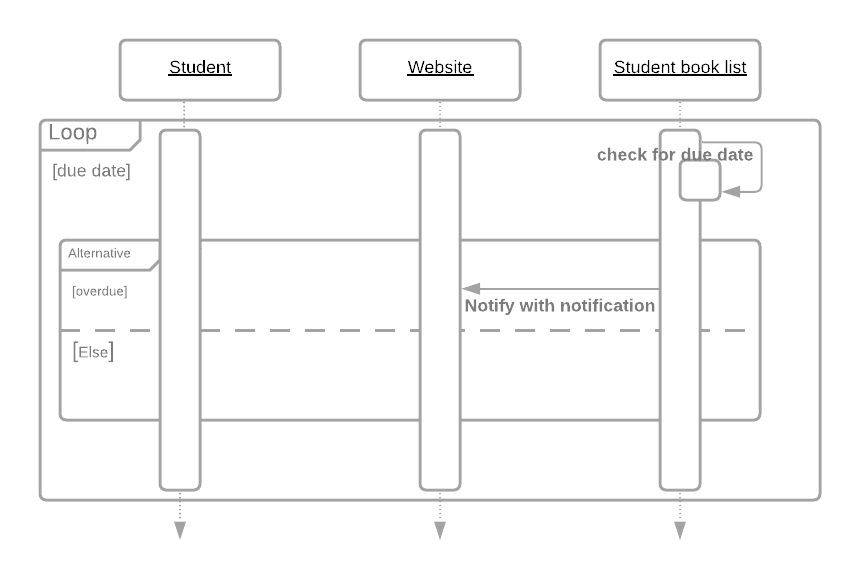 Student
Website
Student book list
Loop
check for due date
[due date]
Alternative
[overdue]
Notify with notification
[Else]